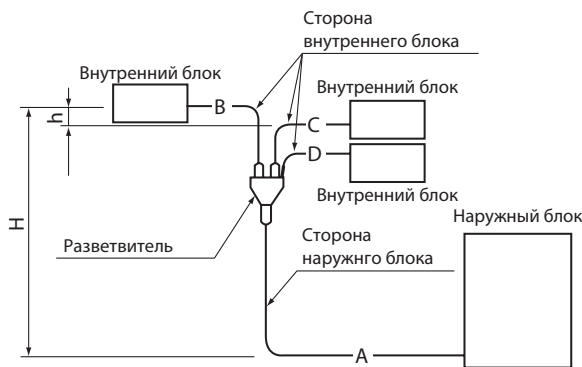 Сторона
внутреннего блока
Внутренний блок
B
h
Внутренний блок
C
D
Внутренний блок
H
Разветвитель
Сторона
наружнго блока
Наружный блок
A